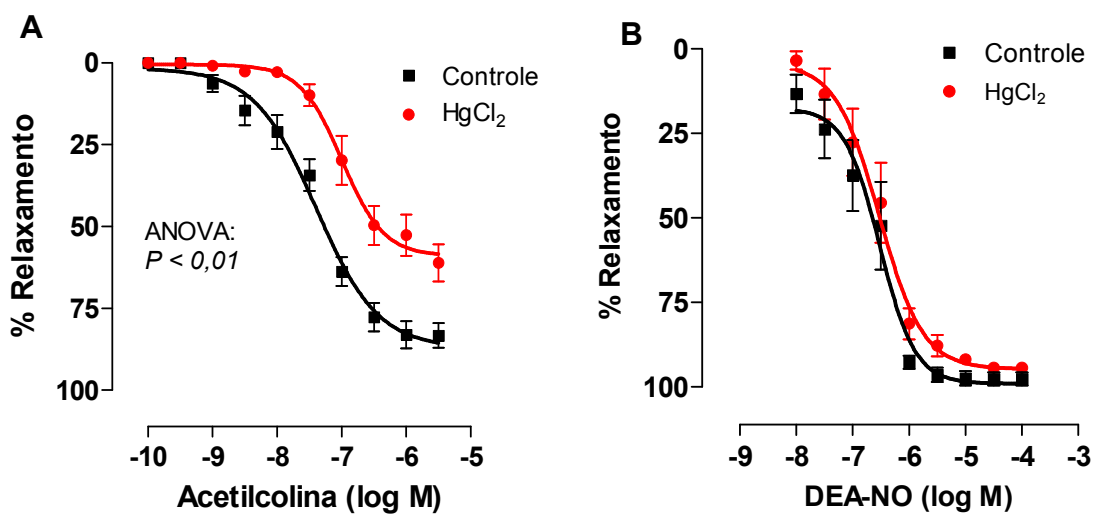 A
% Relaxamento
0
25
50
75
100
Controle
HgCl₂
ANOVA:
P < 0,01
-10 -9 -8 -7 -6 -5
Acetilcolina (log M)
B
% Relaxamento
0
25
50
75
100
Controle
HgCl₂
-9 -8 -7 -6 -5 -4 -3
DEA-NO (log M)